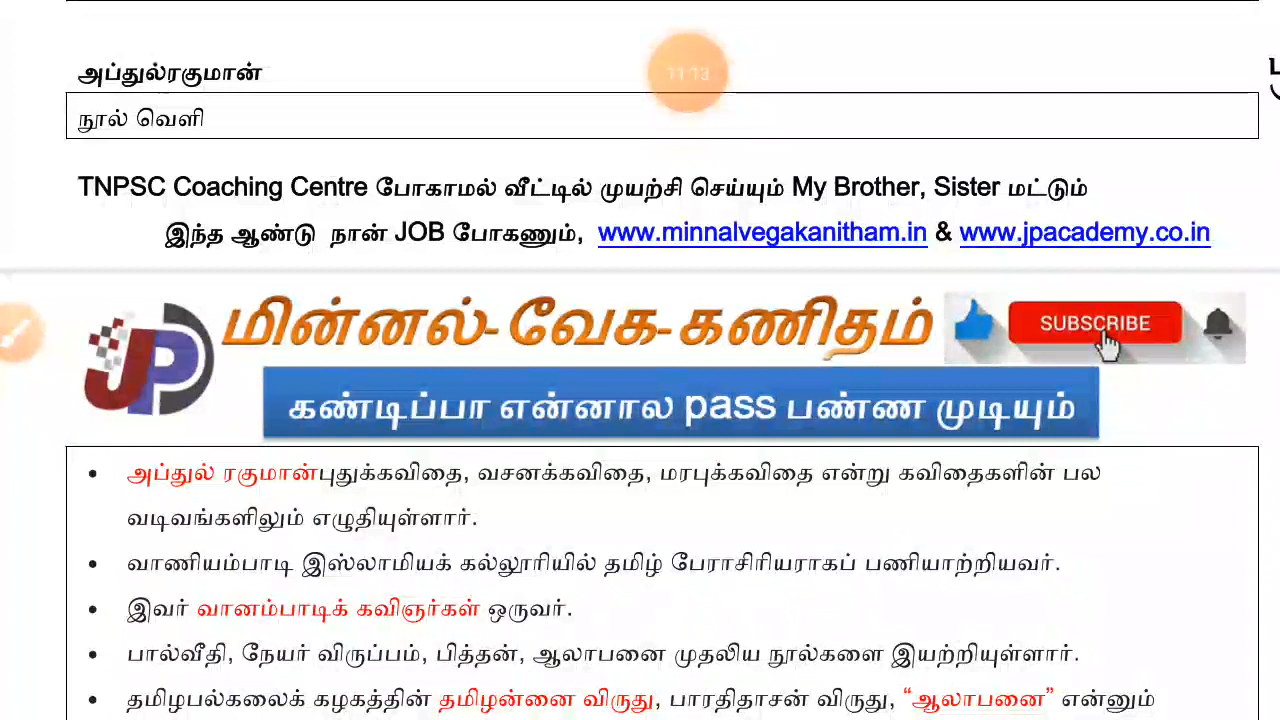 அப்துல்ரகுமான்
11:13
நூல் வெளி
TNPSC Coaching Centre போகாமல் வீட்டில் முயற்சி செய்யும் My Brother, Sister மட்டும்
இந்த ஆண்டு நான் JOB போகணும், www.minnalvegakanitham.in & www.jpacademy.co.in
JP மின்னல்-வேக-கணிதம் SUBSCRIBE
கண்டிப்பா என்னால pass பண்ண முடியும்
• அப்துல் ரகுமான்புதுக்கவிதை, வசனக்கவிதை, மரபுக்கவிதை என்று கவிதைகளின் பல
வடிவங்களிலும் எழுதியுள்ளார்.
• வாணியம்பாடி இஸ்லாமியக் கல்லூரியில் தமிழ் பேராசிரியராகப் பணியாற்றியவர்.
• இவர் வானம்பாடிக் கவிஞர்கள் ஒருவர்.
• பால்வீதி, நேயர் விருப்பம், பித்தன், ஆலாபனை முதலிய நூல்களை இயற்றியுள்ளார்.
• தமிழபல்கலைக் கழகத்தின் தமிழன்னை விருது, பாரதிதாசன் விருது, “ஆலாபனை” என்னும்